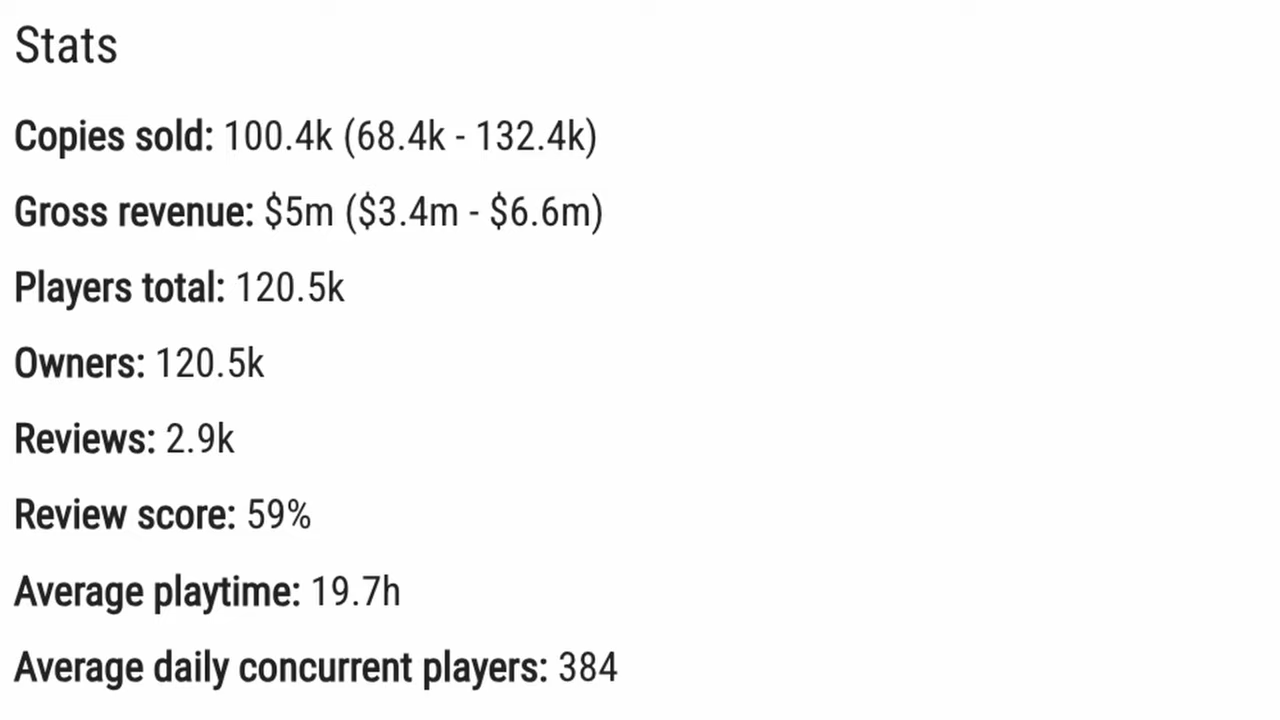 Stats
Copies sold: 100.4k (68.4k - 132.4k)
Gross revenue: $5m ($3.4m - $6.6m)
Players total: 120.5k
Owners: 120.5k
Reviews: 2.9k
Review score: 59%
Average playtime: 19.7h
Average daily concurrent players: 384